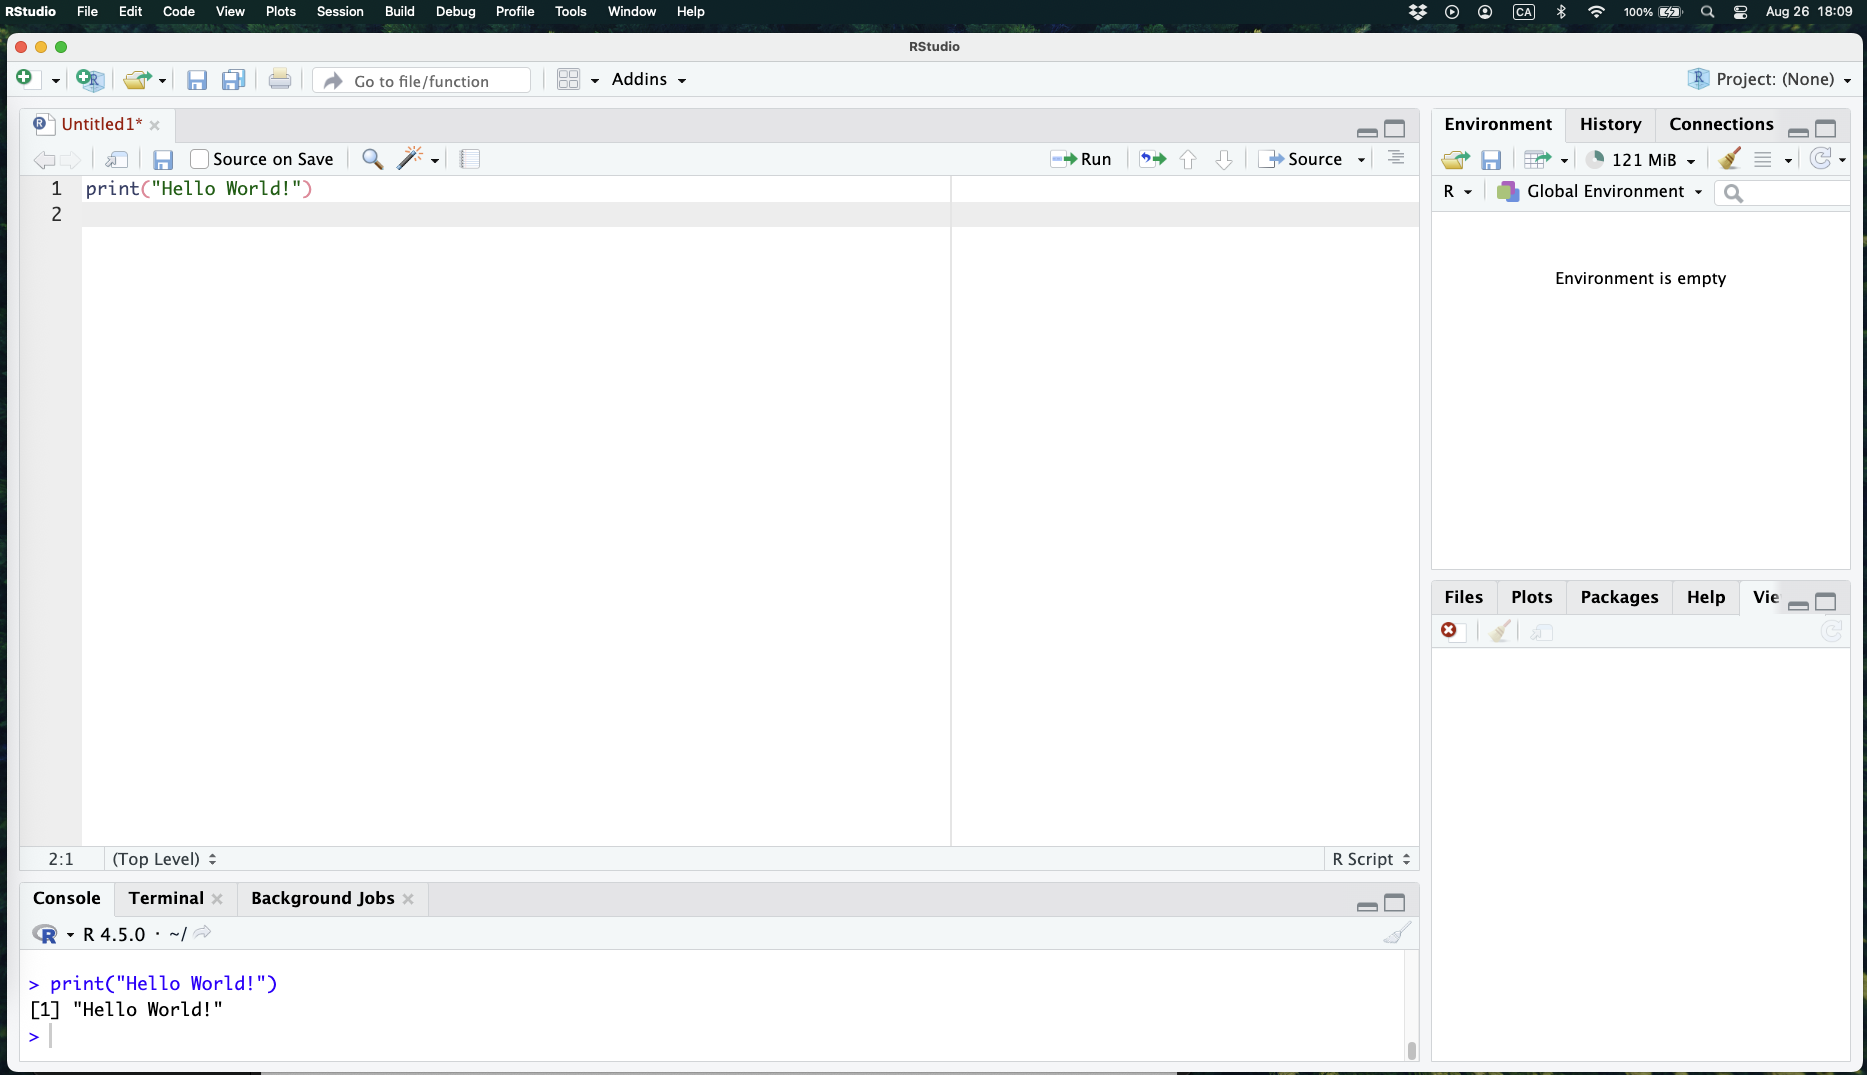 RStudio File Edit Code View Plots Session Build Debug Profile Tools Window Help CA 100% Aug 26 18:09
RStudio
Go to file/function Addins Project: (None)
Untitled1*
Source on Save Run Source
1 print("Hello World!")
2
2:1 (Top Level) R Script
Console Terminal Background Jobs
R 4.5.0 · ~/
> print("Hello World!")
[1] "Hello World!"
>
Environment History Connections
121 MiB
R Global Environment
Environment is empty
Files Plots Packages Help Vie